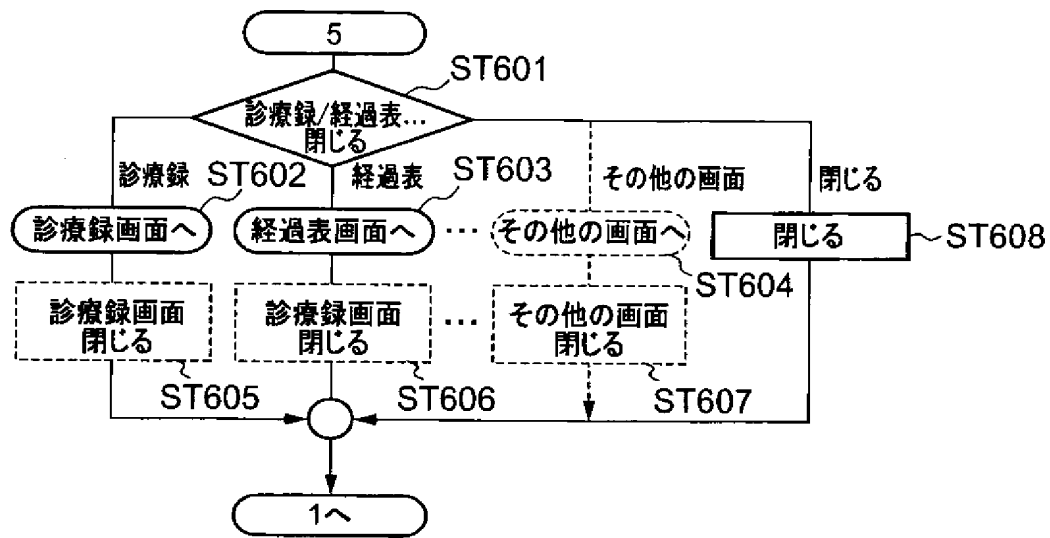 5
ST601
診療録/経過表...
閉じる
診療録
ST602
経過表
ST603
その他の画面
閉じる
診療録画面へ
経過表画面へ
...
その他の画面へ
閉じる
ST608
ST604
診療録画面
閉じる
診療録画面
閉じる
...
その他の画面
閉じる
ST605
ST606
ST607
1へ